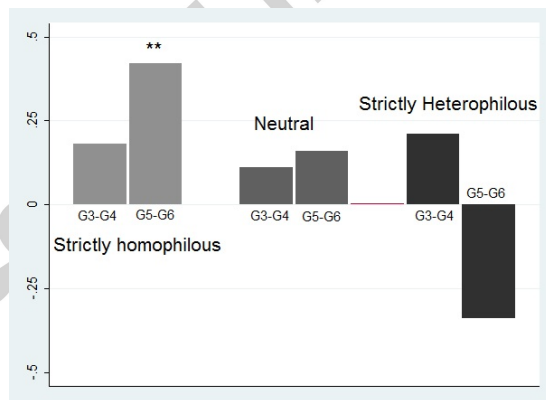 .5
.25
0
-.25
-.5
**
Strictly Heterophilous
Neutral
G3-G4
G5-G6
G3-G4
G5-G6
G3-G4
G5-G6
Strictly homophilous